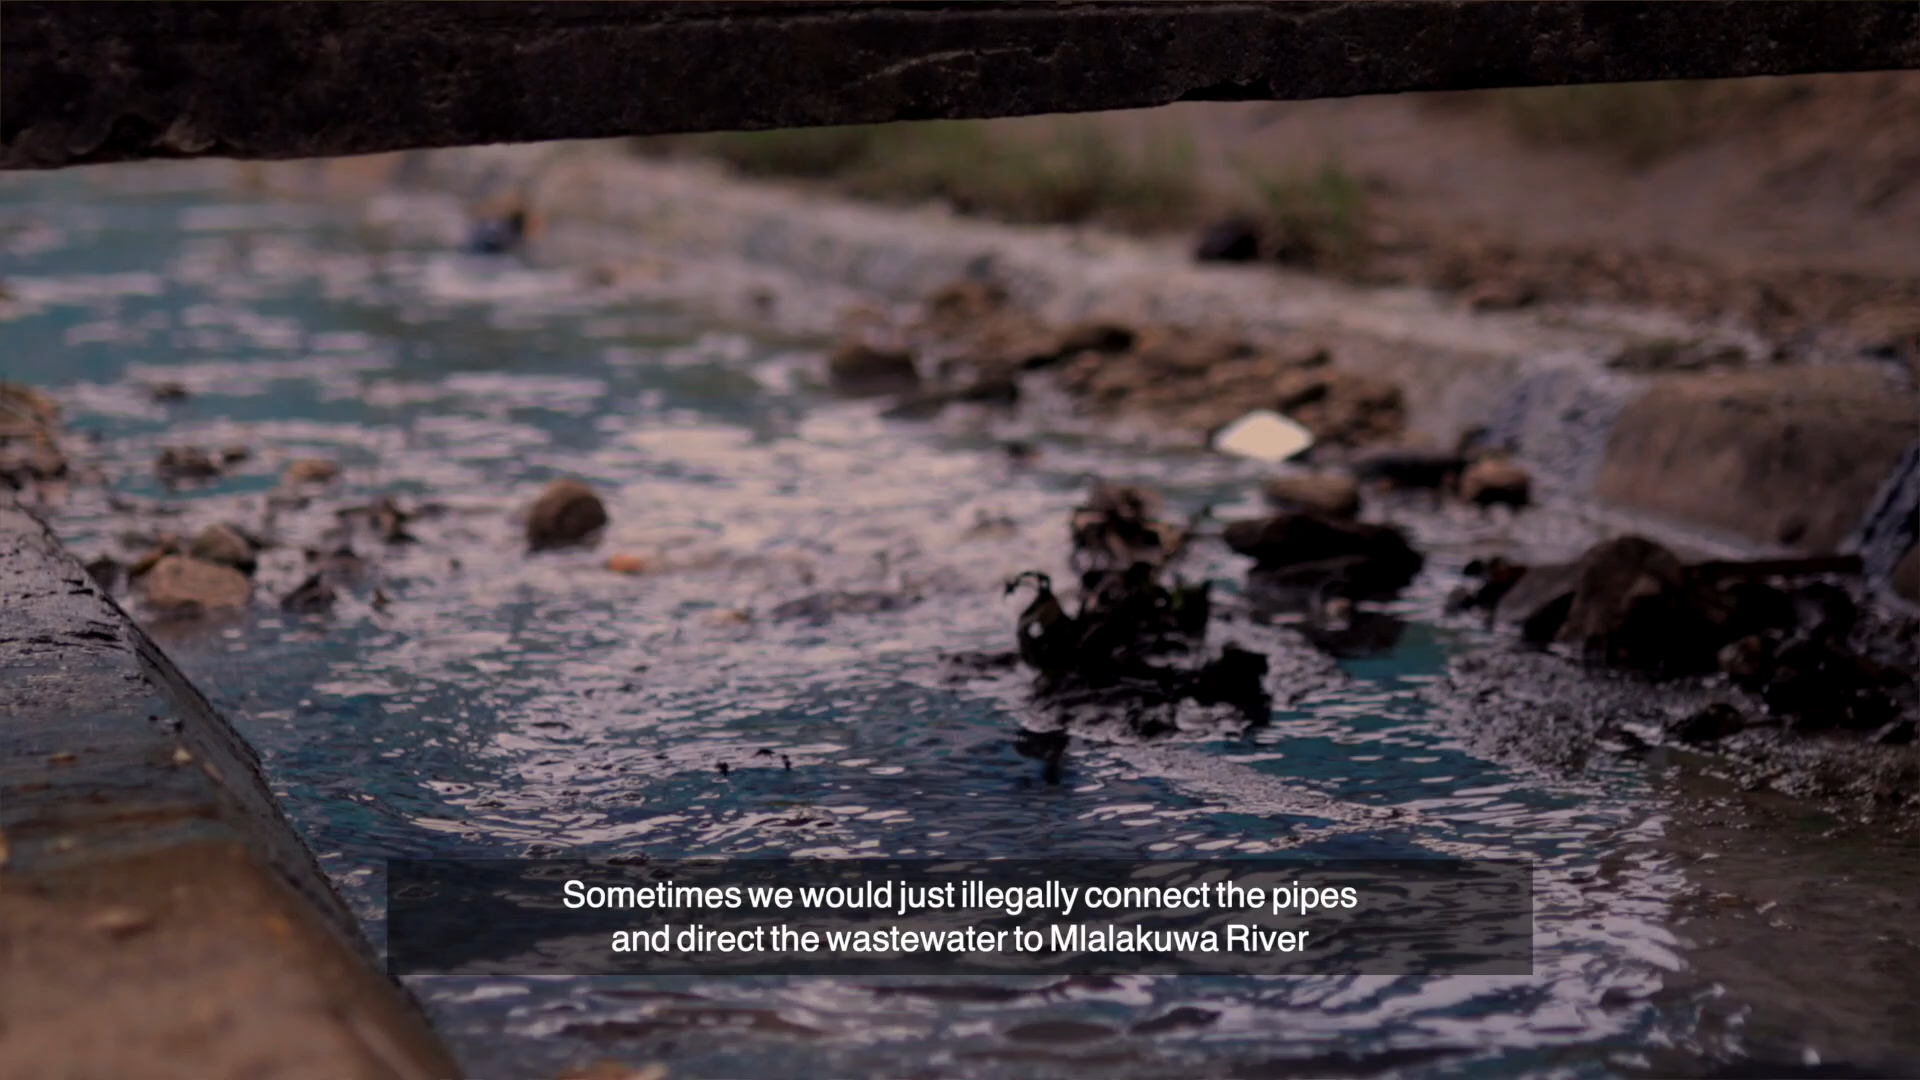 Sometimes we would just illegally connect the pipes
and direct the wastewater to Mlalakuwa River